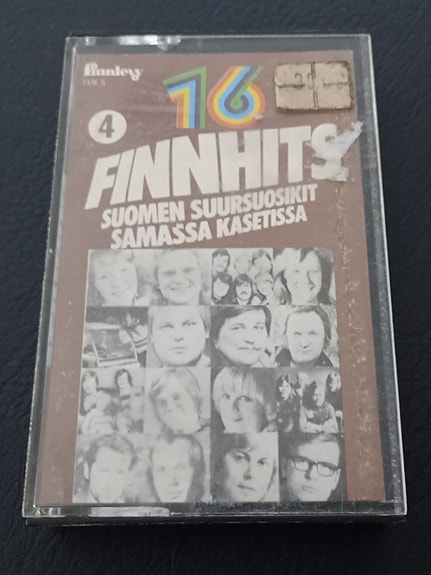 finnlevy
16
4
FINNHITS
SUOMEN SUURSUOSIKIT
SAMASSA KASETISSA